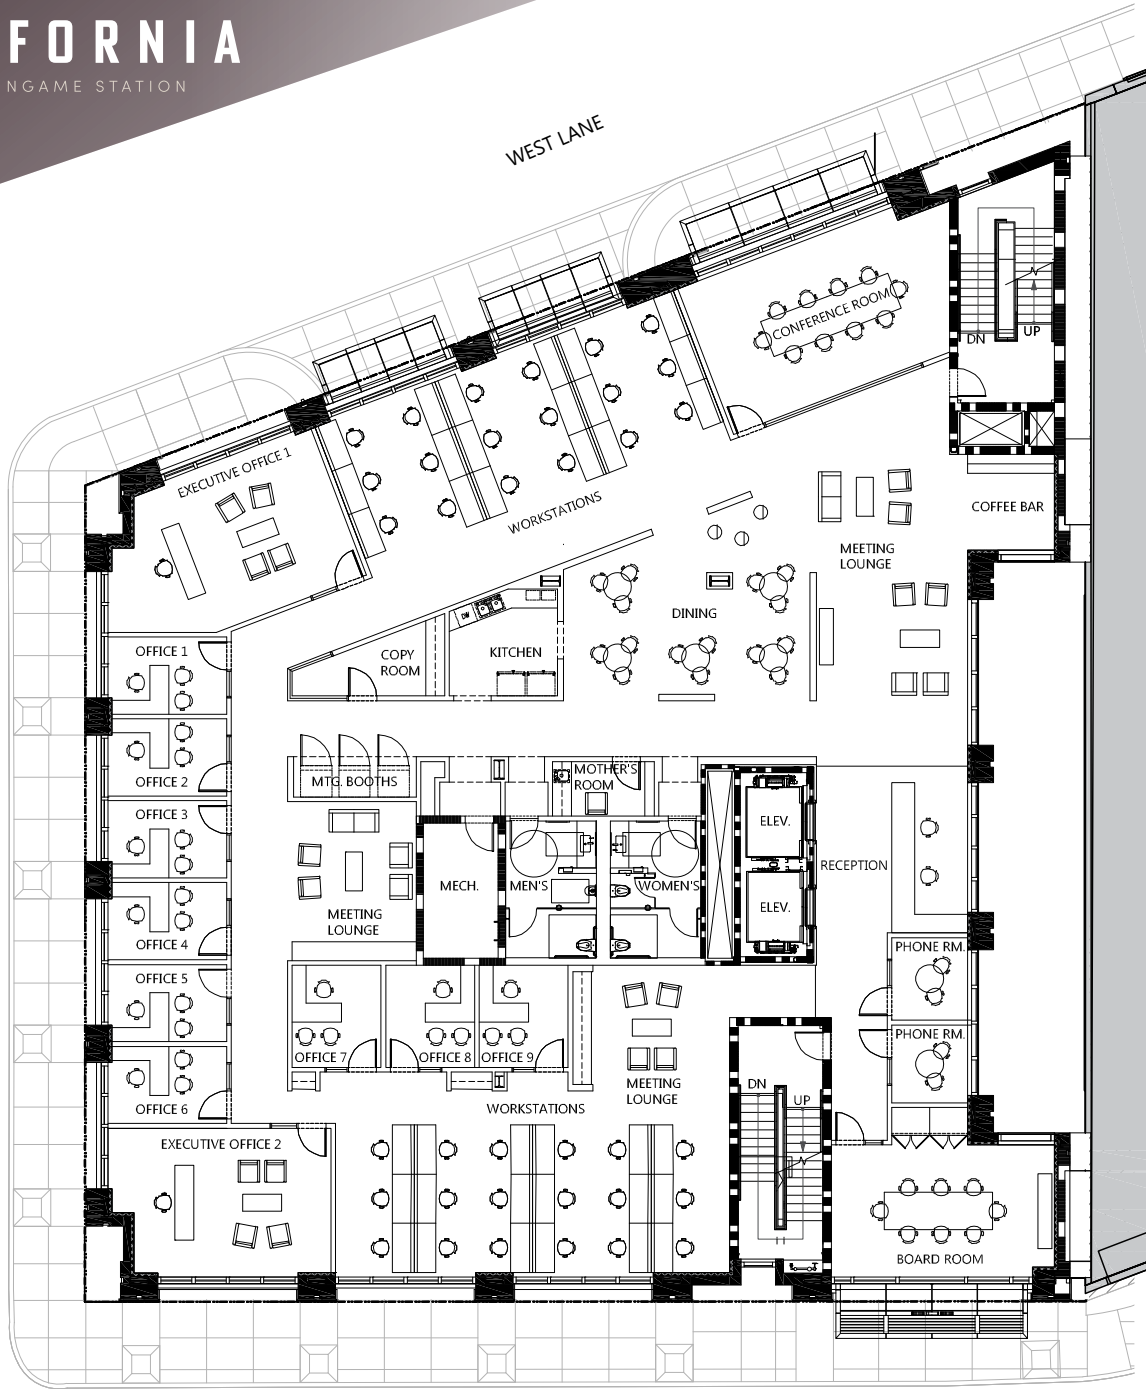 FORNIA
NGAME STATION
WEST LANE
CONFERENCE ROOM
DN
UP
EXECUTIVE OFFICE 1
WORKSTATIONS
COFFEE BAR
MEETING
LOUNGE
DINING
DW
KITCHEN
COPY
ROOM
OFFICE 1
OFFICE 2
MTG. BOOTHS
MOTHER'S
ROOM
OFFICE 3
ELEV.
RECEPTION
MECH.
MEN'S
WOMEN'S
ELEV.
MEETING
LOUNGE
OFFICE 4
PHONE RM.
OFFICE 5
PHONE RM.
OFFICE 7
OFFICE 8
OFFICE 9
MEETING
LOUNGE
DN
UP
OFFICE 6
WORKSTATIONS
EXECUTIVE OFFICE 2
BOARD ROOM